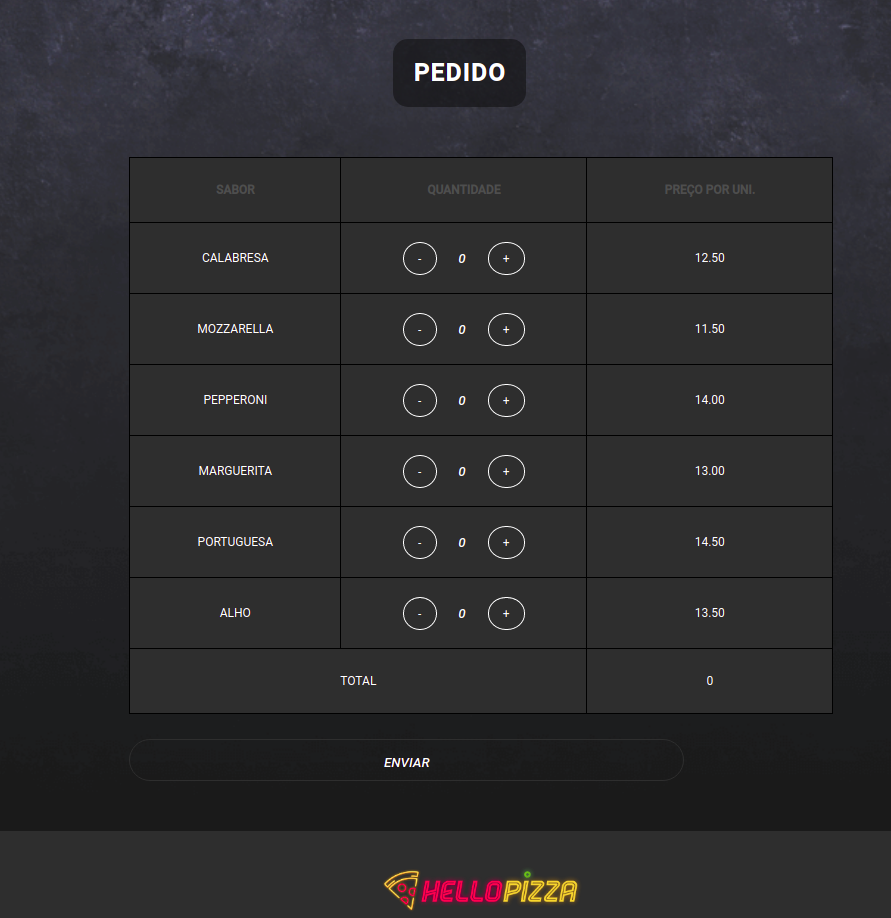 PEDIDO
SABOR QUANTIDADE PREÇO POR UNI.
CALABRESA - 0 + 12.50
MOZZARELLA - 0 + 11.50
PEPPERONI - 0 + 14.00
MARGUERITA - 0 + 13.00
PORTUGUESA - 0 + 14.50
ALHO - 0 + 13.50
TOTAL 0
ENVIAR
HELLOPIZZA